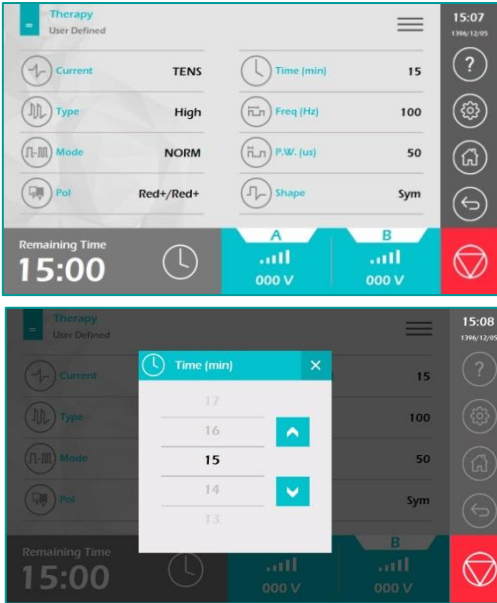 Therapy
User Defined
15:07
1396/12/05
Current TENS
Time (min) 15
?
Type High
Freq (Hz) 100
Mode NORM
P.W. (us) 50
Pol Red+/Red+
Shape Sym
Remaining Time
15:00
A
000 V
B
000 V
Therapy
User Defined
15:08
1396/12/05
Time (min)
Current
15
?
17
16
Type
100
15
Mode
50
14
Pol
Sym
13
Remaining Time
15:00
000 V
B
000 V